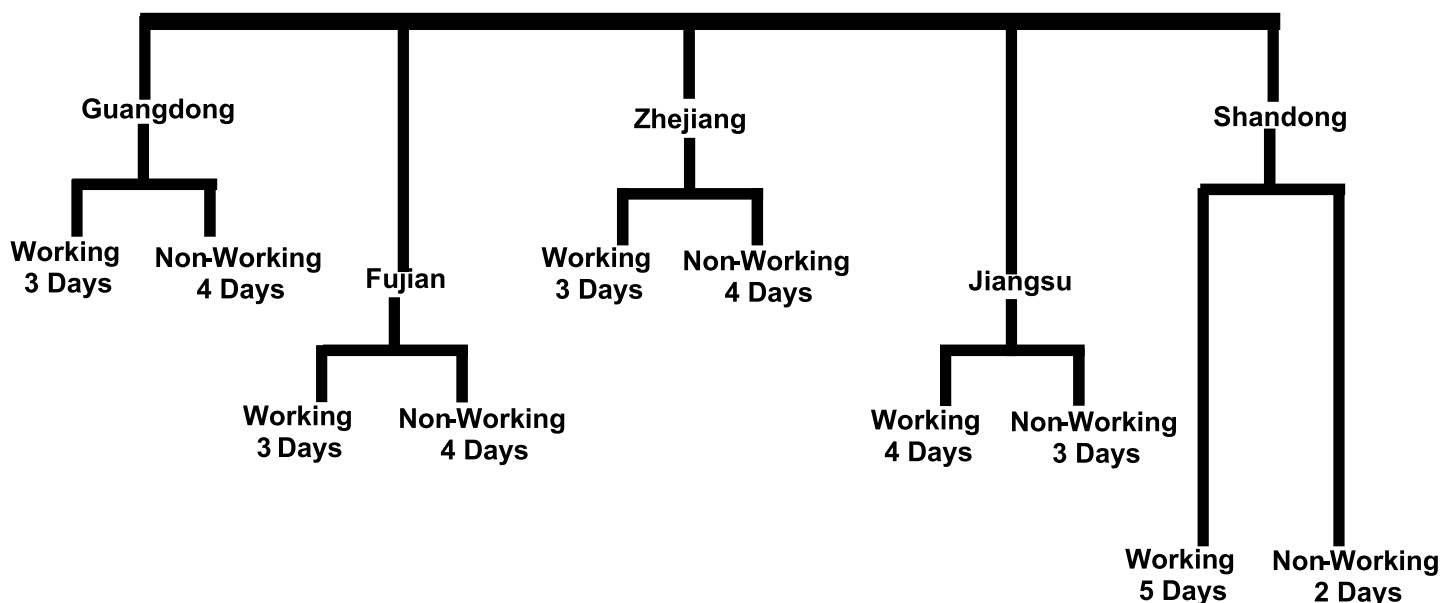 Guangdong
Working
3 Days
Non-Working
4 Days
Fujian
Working
3 Days
Non-Working
4 Days
Zhejiang
Working
3 Days
Non-Working
4 Days
Jiangsu
Working
4 Days
Non-Working
3 Days
Shandong
Working
5 Days
Non-Working
2 Days